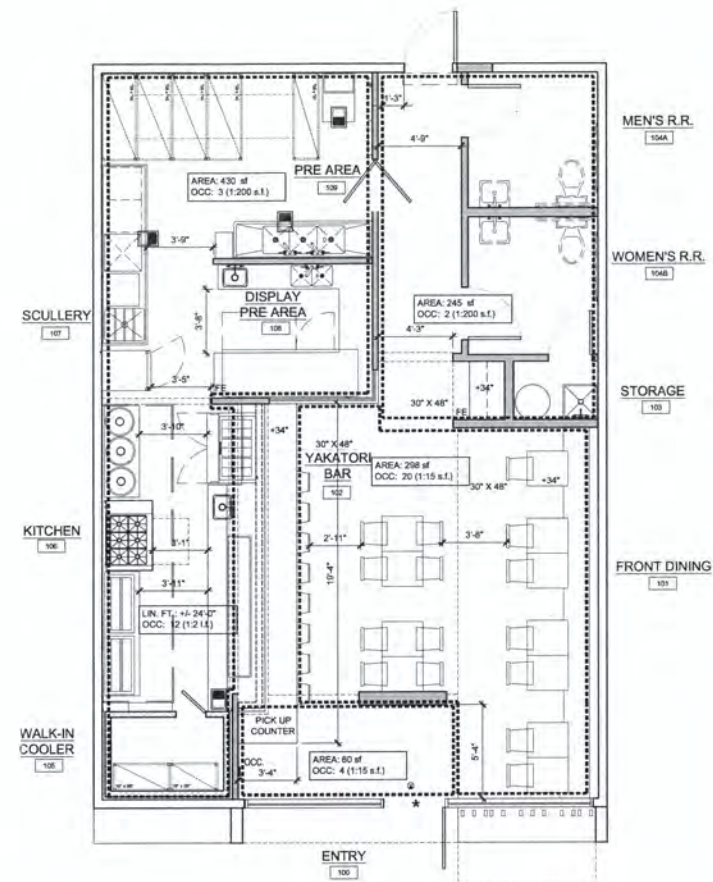 MEN'S R.R.
104A
1'-3"
4'-9"
PRE AREA
109
AREA: 430 sf
OCC: 3 (1:200 s.f.)
3'-9"
WOMEN'S R.R.
104B
DISPLAY
PRE AREA
108
AREA: 245 sf
OCC: 2 (1:200 s.f.)
SCULLERY
107
3'-8"
4'-3"
3'-5"
FE
+34"
STORAGE
103
30" X 48"
FE
3'-10"
+34"
30" X 48"
YAKATORI
BAR
102
AREA: 298 sf
OCC: 20 (1:15 s.f.)
30" X 48"
+34"
KITCHEN
106
3'-1"
2'-11"
3'-8"
19'-4"
FRONT DINING
101
3'-11"
LIN. FT.: +/- 24'-0"
OCC: 12 (1:2 l.f.)
PICK UP
COUNTER
WALK-IN
COOLER
105
OCC.
3'-4"
AREA: 60 sf
OCC: 4 (1:15 s.f.)
5'-4"
*
ENTRY
100